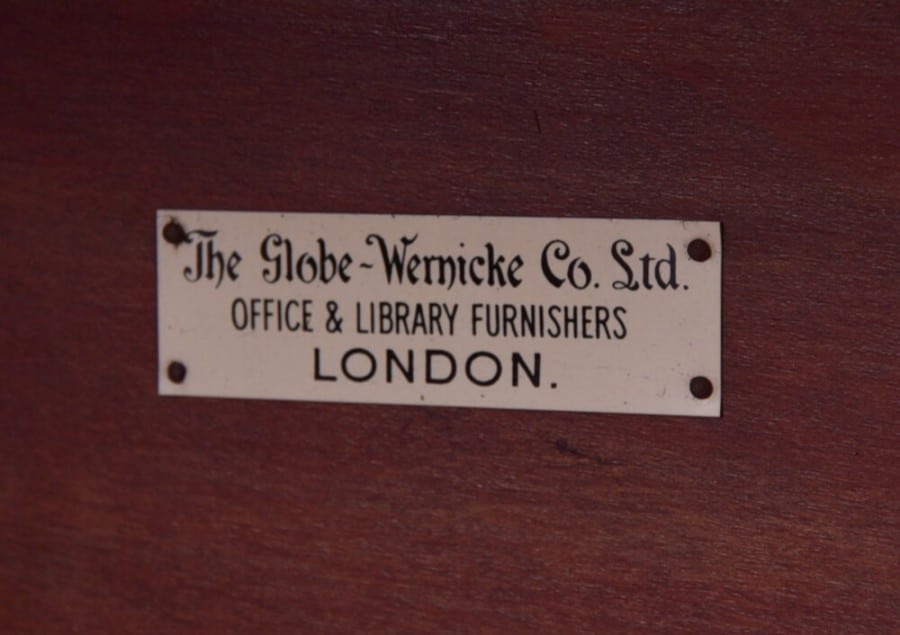 The Globe-Wernicke Co. Ltd.
OFFICE & LIBRARY FURNISHERS
LONDON.